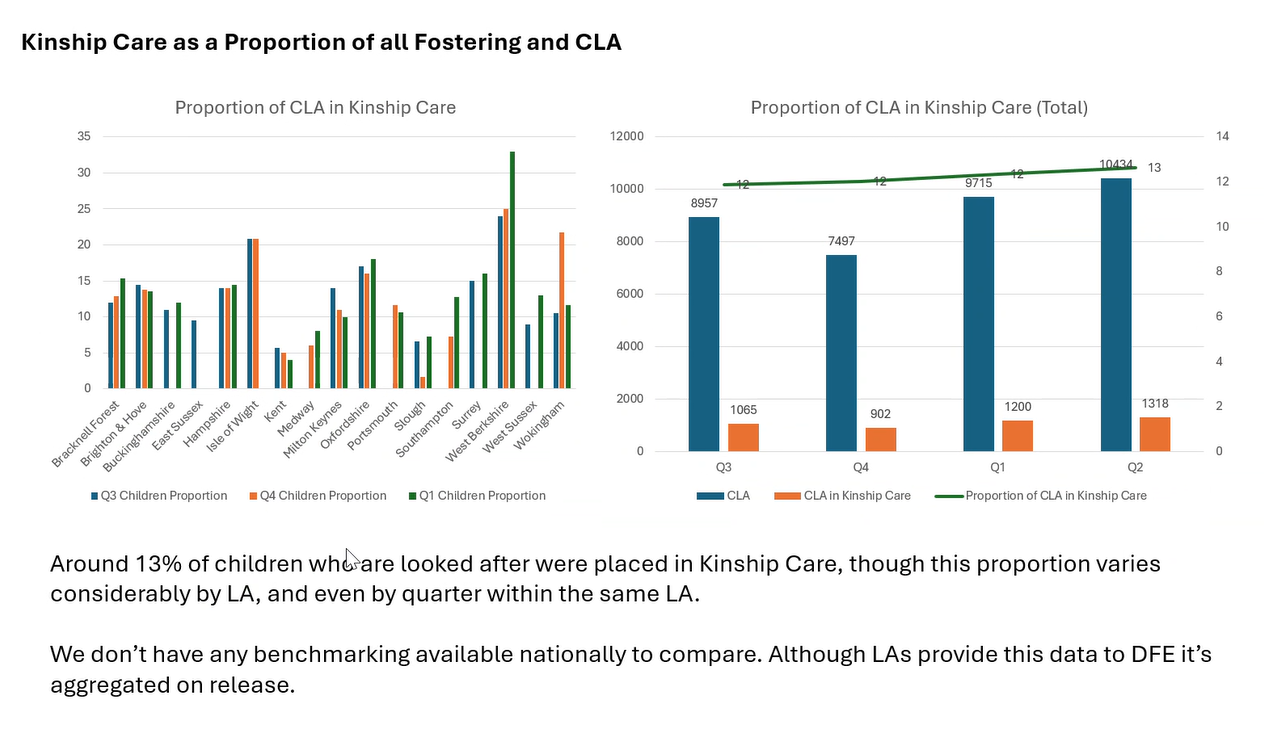 Kinship Care as a Proportion of all Fostering and CLA
Proportion of CLA in Kinship Care
35
30
25
20
15
10
5
0
Bracknell Forest
Brighton & Hove
Buckinghamshire
East Sussex
Hampshire
Isle of Wight
Kent
Medway
Milton Keynes
Oxfordshire
Portsmouth
Slough
Southampton
Surrey
West Berkshire
West Sussex
Wokingham
Q3 Children Proportion
Q4 Children Proportion
Q1 Children Proportion
Proportion of CLA in Kinship Care (Total)
12000
10000
8000
6000
4000
2000
0
14
12
10
8
6
4
2
0
8957
7497
9715
10434
1065
902
1200
1318
12
12
12
13
Q3
Q4
Q1
Q2
CLA
CLA in Kinship Care
Proportion of CLA in Kinship Care
Around 13% of children who are looked after were placed in Kinship Care, though this proportion varies
considerably by LA, and even by quarter within the same LA.
We don’t have any benchmarking available nationally to compare. Although LAs provide this data to DFE it’s
aggregated on release.